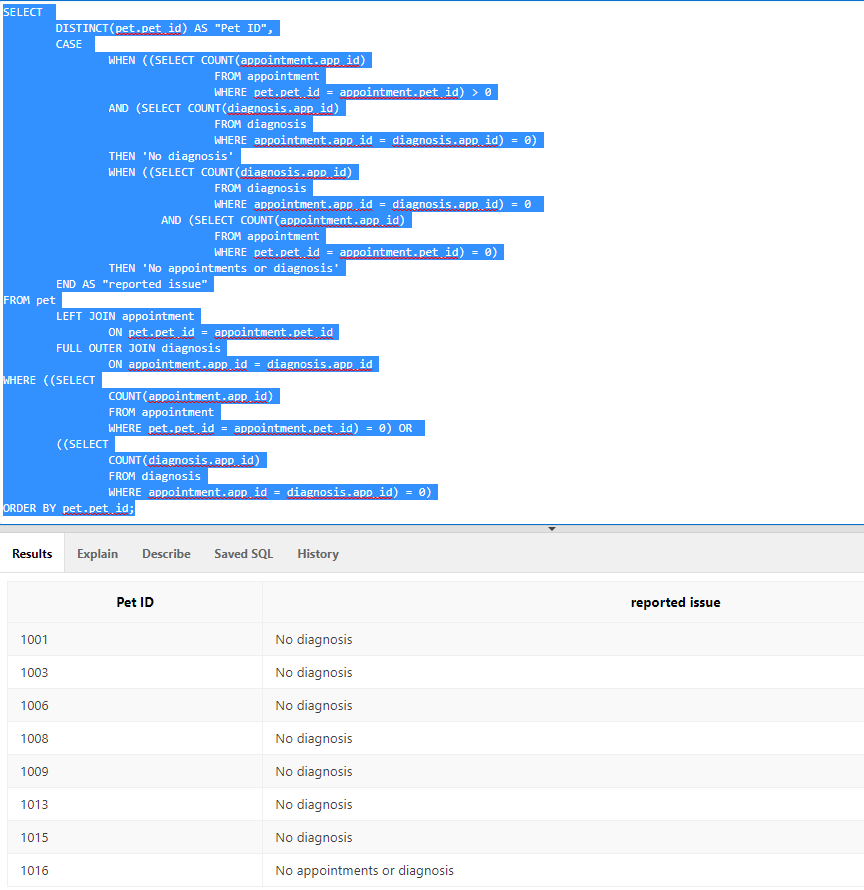 SELECT
DISTINCT(pet.pet_id) AS "Pet ID",
CASE
WHEN ((SELECT COUNT(appointment.app_id)
FROM appointment
WHERE pet.pet_id = appointment.pet_id) > 0
AND (SELECT COUNT(diagnosis.app_id)
FROM diagnosis
WHERE appointment.app_id = diagnosis.app_id) = 0)
THEN 'No diagnosis'
WHEN ((SELECT COUNT(diagnosis.app_id)
FROM diagnosis
WHERE appointment.app_id = diagnosis.app_id) = 0
AND (SELECT COUNT(appointment.app_id)
FROM appointment
WHERE pet.pet_id = appointment.pet_id) = 0)
THEN 'No appointments or diagnosis'
END AS "reported issue"
FROM pet
LEFT JOIN appointment
ON pet.pet_id = appointment.pet_id
FULL OUTER JOIN diagnosis
ON appointment.app_id = diagnosis.app_id
WHERE ((SELECT
COUNT(appointment.app_id)
FROM appointment
WHERE pet.pet_id = appointment.pet_id) = 0) OR
((SELECT
COUNT(diagnosis.app_id)
FROM diagnosis
WHERE appointment.app_id = diagnosis.app_id) = 0)
ORDER BY pet.pet_id;
Results Explain Describe Saved SQL History
Pet ID reported issue
1001 No diagnosis
1003 No diagnosis
1006 No diagnosis
1008 No diagnosis
1009 No diagnosis
1013 No diagnosis
1015 No diagnosis
1016 No appointments or diagnosis